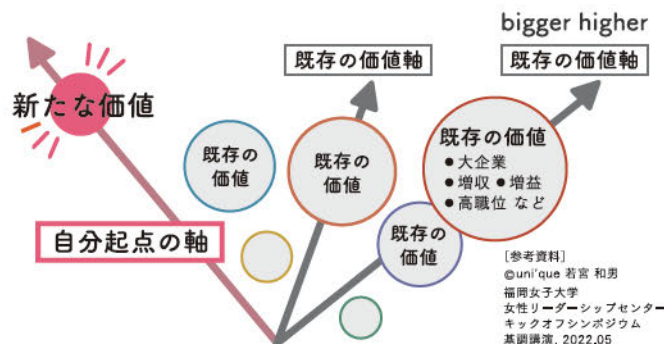 bigger higher
既存の価値軸
既存の価値軸
新たな価値
既存の
価値
既存の
価値
既存の価値
●大企業
●増収 ●増益
●高職位 など
既存の
価値
自分起点の軸
[参考資料]
©uni'que 若宮 和男
福岡女子大学
女性リーダーシップセンター
キックオフシンポジウム
基調講演, 2022.05